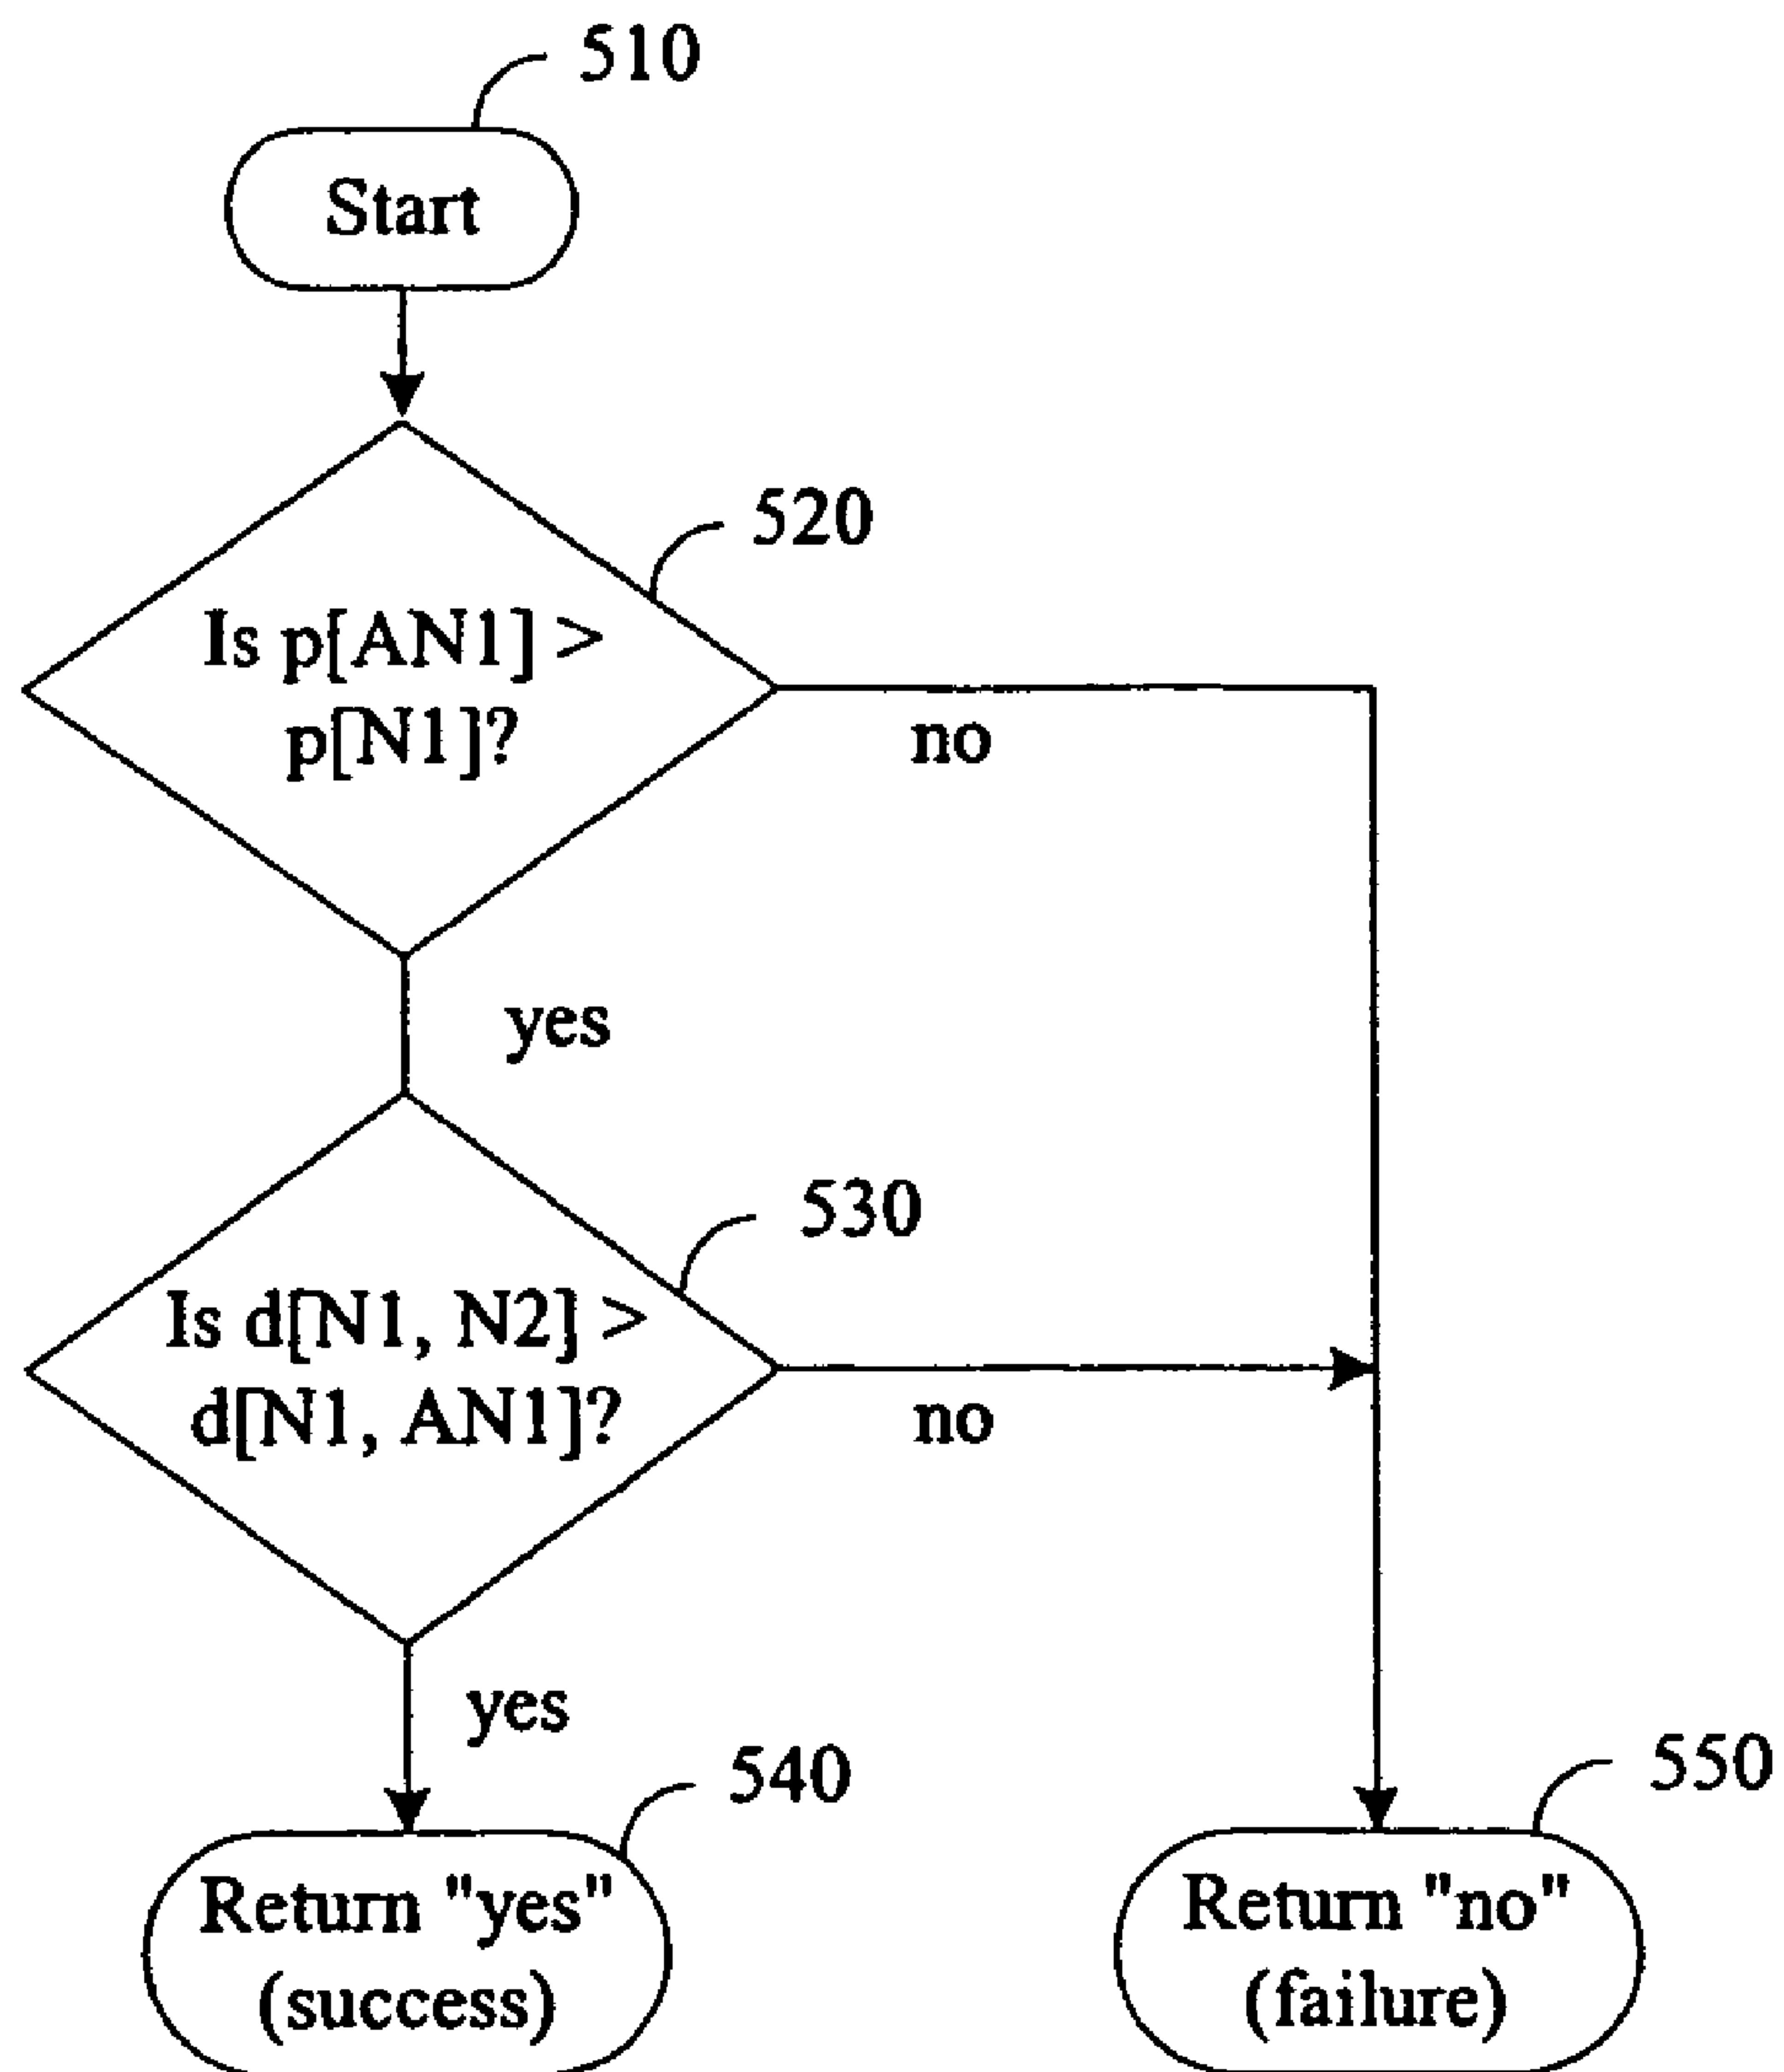 510
Start
520
Is p[AN1] >
p[N1]?
no
yes
530
Is d[N1, N2] >
d[N1, AN1]?
no
yes
540
550
Return "yes"
(success)
Return "no"
(failure)